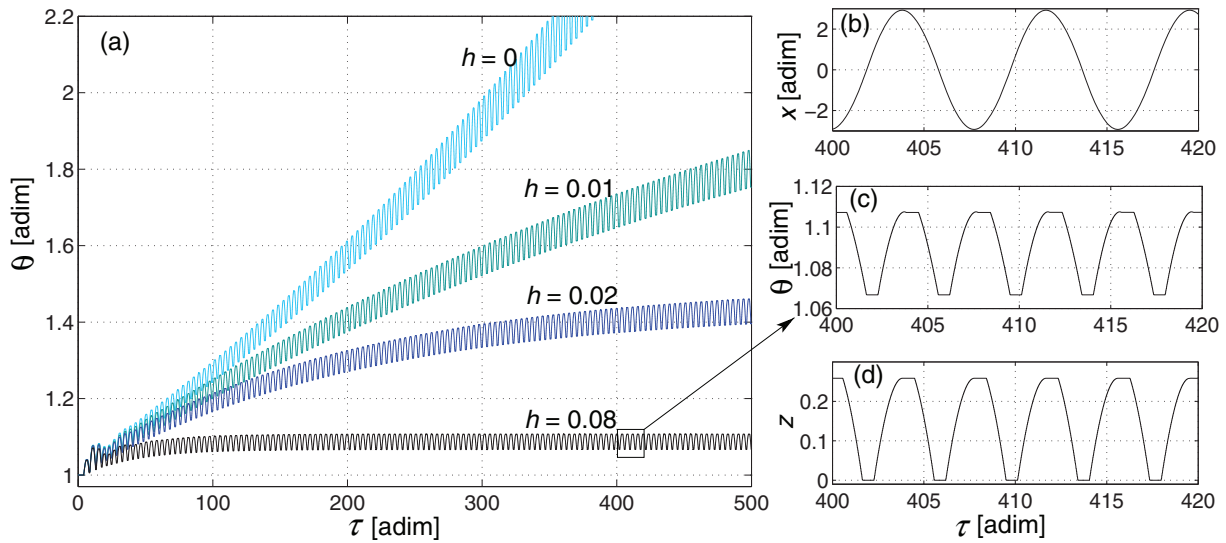 (a)
h = 0
h = 0.01
h = 0.02
h = 0.08
2.2
2
1.8
1.6
1.4
1.2
1
θ [adim]
0
100
200
300
400
500
τ [adim]
(b)
x [adim]
2
0
−2
400
405
410
415
420
(c)
θ [adim]
1.12
1.1
1.08
1.06
400
405
410
415
420
(d)
z
0.2
0.1
0
400
405
410
415
420
τ [adim]